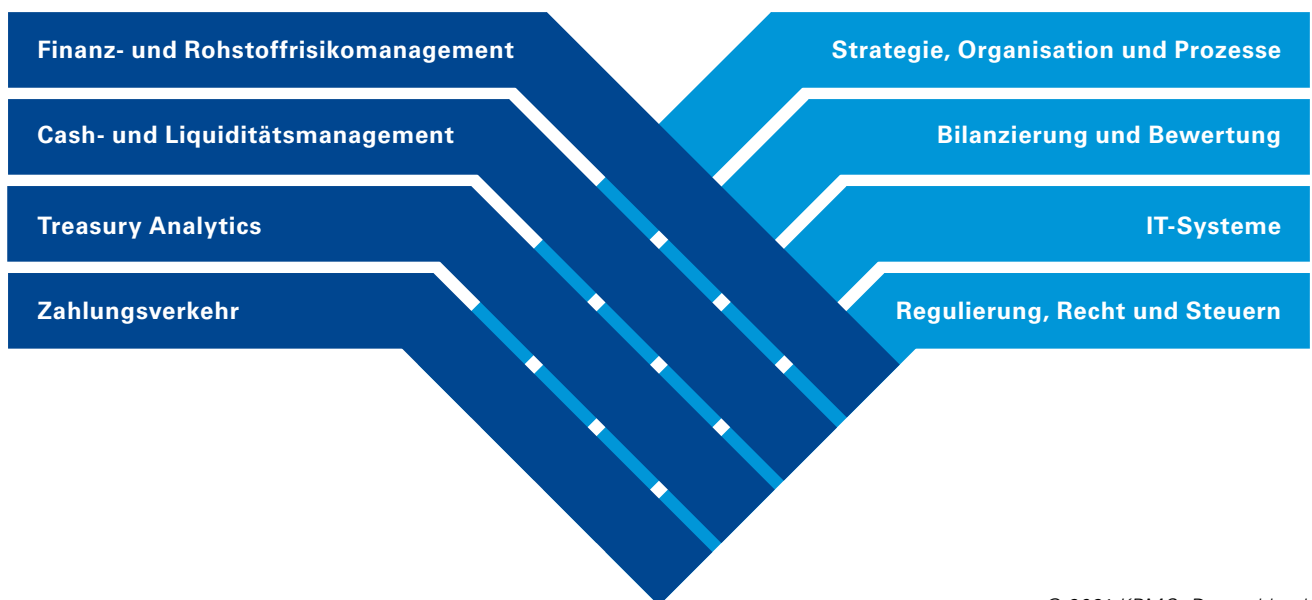 Finanz- und Rohstoffrisikomanagement
Strategie, Organisation und Prozesse
Cash- und Liquiditätsmanagement
Bilanzierung und Bewertung
Treasury Analytics
IT-Systeme
Zahlungsverkehr
Regulierung, Recht und Steuern